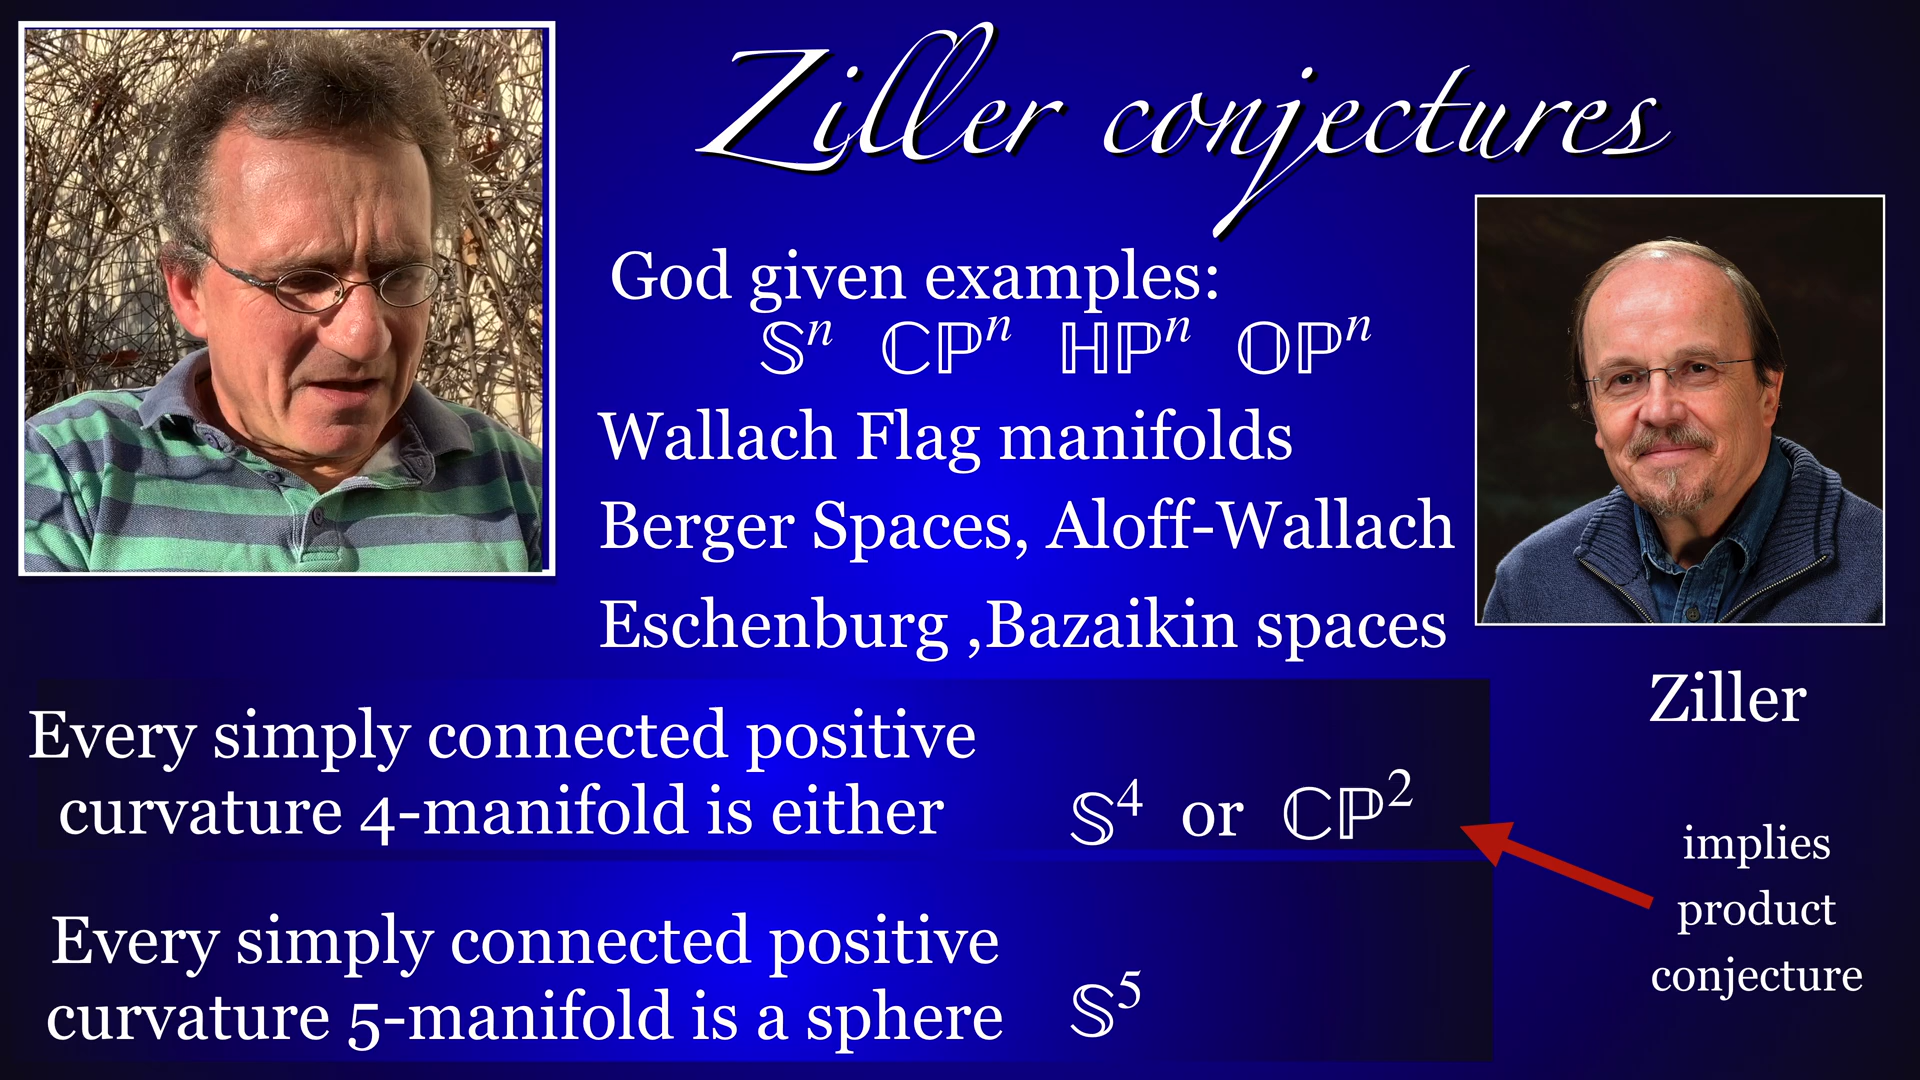 Ziller conjectures
God given examples:
𝕊ⁿ ℂℙⁿ ℍℙⁿ 𝕆ℙⁿ
Wallach Flag manifolds
Berger Spaces, Aloff-Wallach
Eschenburg ,Bazaikin spaces
Ziller
Every simply connected positive
curvature 4-manifold is either 𝕊⁴ or ℂℙ²
implies
product
conjecture
Every simply connected positive
curvature 5-manifold is a sphere 𝕊⁵